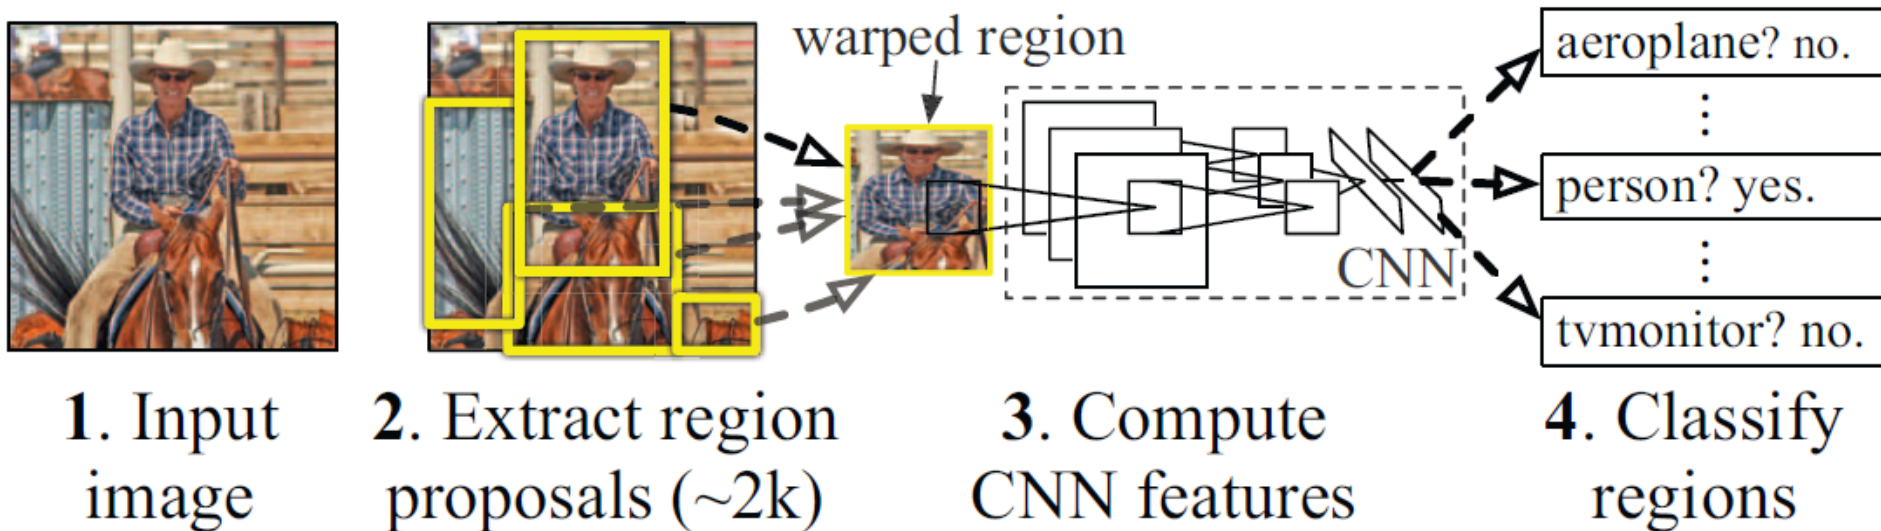 warped region
aeroplane? no.
⋮
person? yes.
⋮
tvmonitor? no.
CNN
1. Input
image
2. Extract region
proposals (~2k)
3. Compute
CNN features
4. Classify
regions